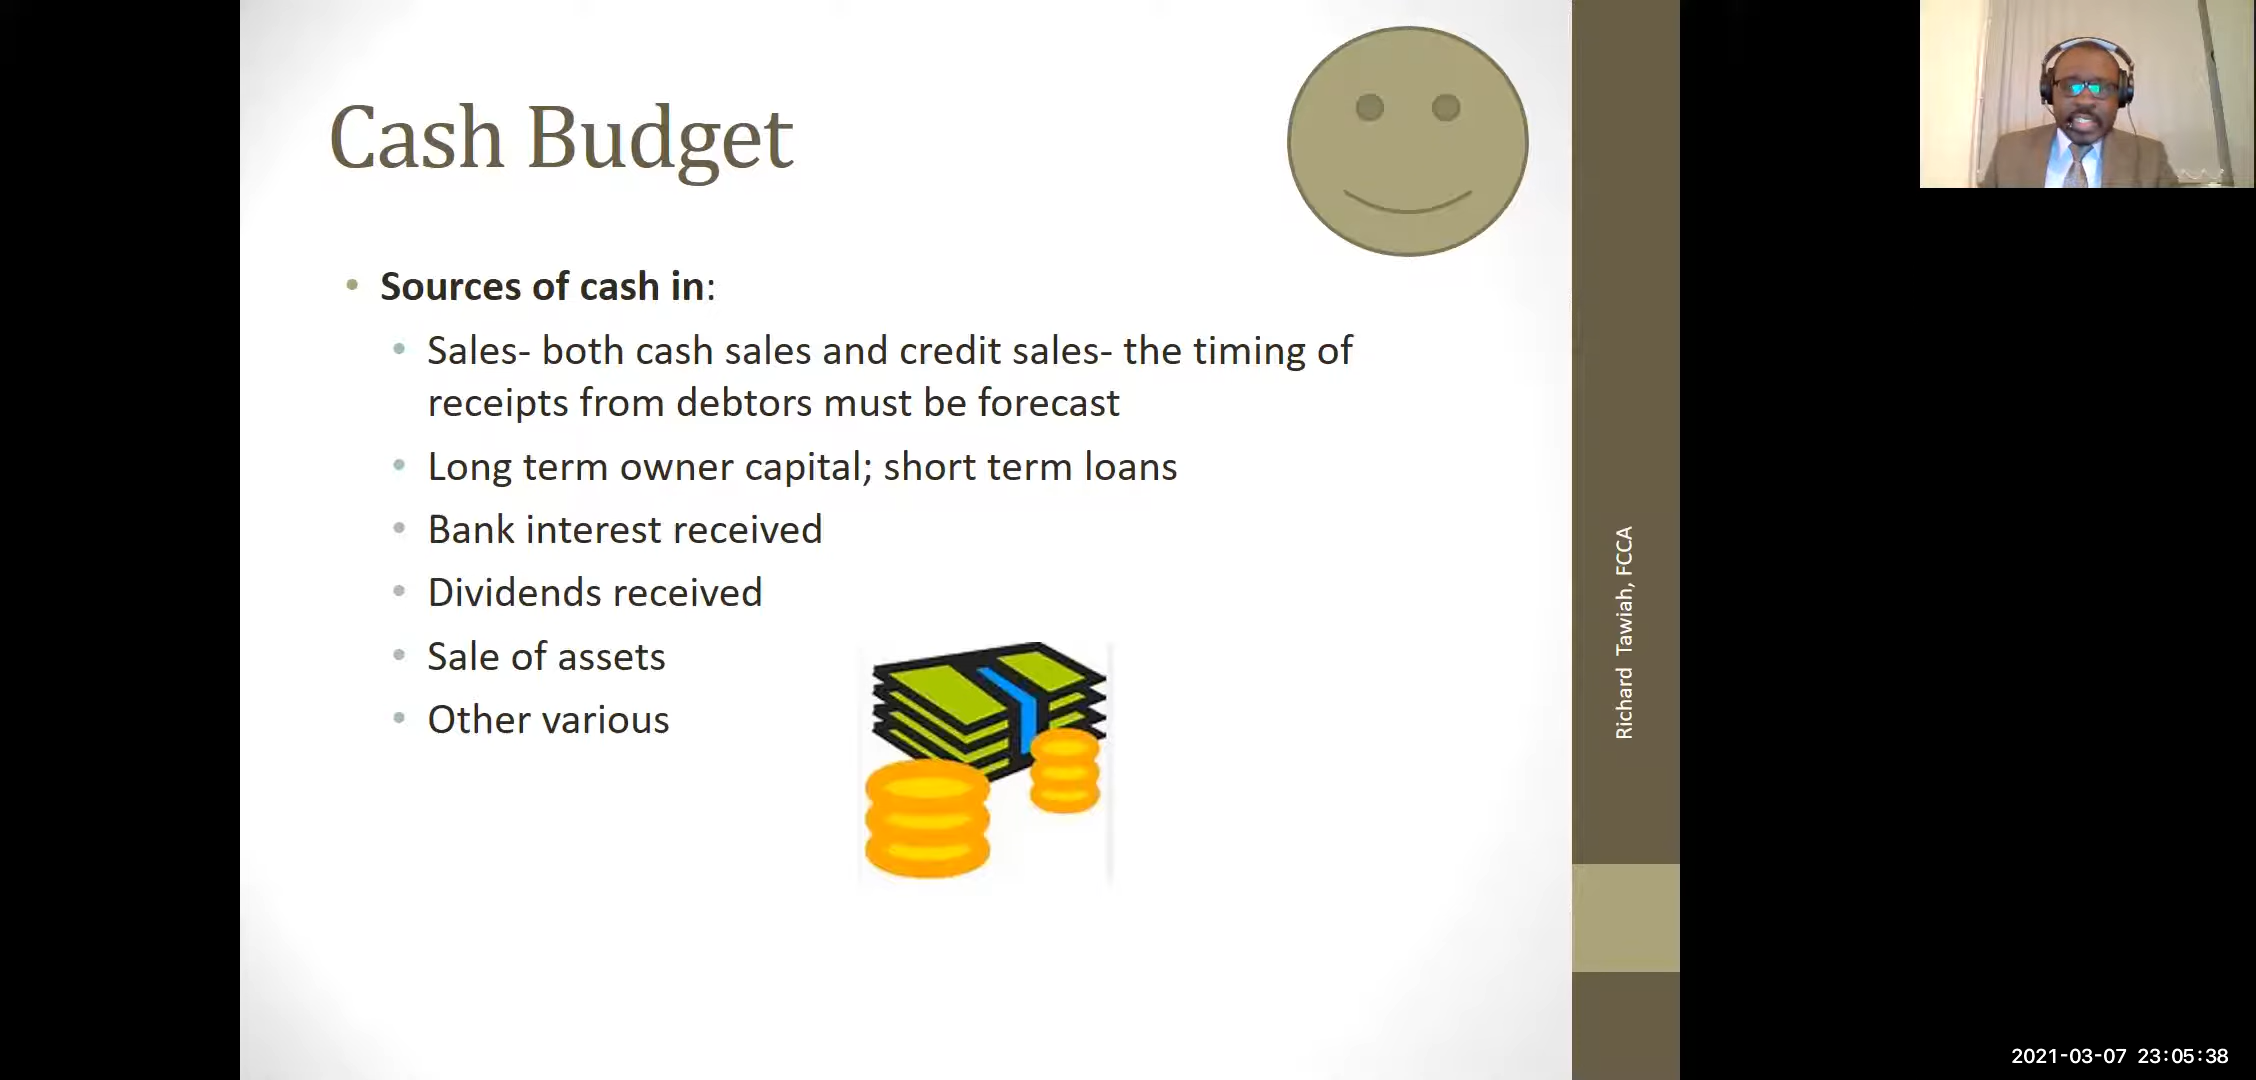 Cash Budget
Sources of cash in:
Sales- both cash sales and credit sales- the timing of
receipts from debtors must be forecast
Long term owner capital; short term loans
Bank interest received
Dividends received
Sale of assets
Other various
Richard Tawiah, FCCA
2021-03-07 23:05:38